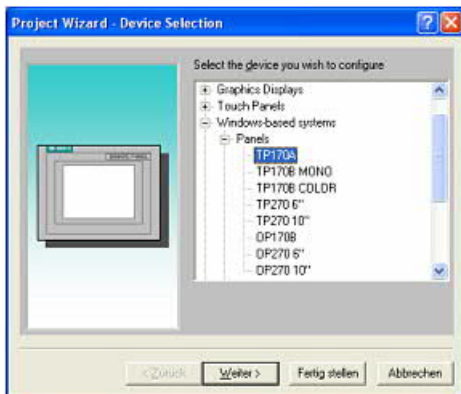 Project Wizard - Device Selection
Select the device you wish to configure
Graphics Displays
Touch Panels
Windows-based systems
Panels
TP170A
TP170B MONO
TP170B COLOR
TP270 6"
TP270 10"
OP170B
OP270 6"
OP270 10"
< Zurück
Weiter >
Fertig stellen
Abbrechen